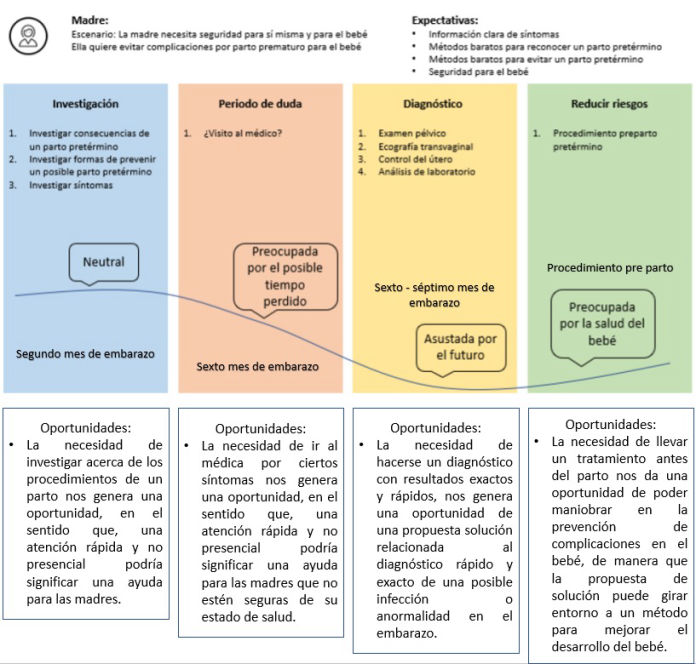 Madre:
Escenario: La madre necesita seguridad para sí misma y para el bebé
Ella quiere evitar complicaciones por parto prematuro para el bebé
Expectativas:
• Información clara de síntomas
• Métodos baratos para reconocer un parto pretérmino
• Métodos baratos para evitar un parto pretérmino
• Seguridad para el bebé
Investigación
1. Investigar consecuencias de
un parto pretérmino
2. Investigar formas de prevenir
un posible parto pretérmino
3. Investigar síntomas
Neutral
Segundo mes de embarazo
Periodo de duda
1. ¿Visito al médico?
Preocupada
por el posible
tiempo
perdido
Sexto mes de embarazo
Diagnóstico
1. Examen pélvico
2. Ecografía transvaginal
3. Control del útero
4. Análisis de laboratorio
Sexto - séptimo mes de
embarazo
Asustada por
el futuro
Reducir riesgos
1. Procedimiento preparto
pretérmino
Procedimiento pre parto
Preocupada
por la salud del
bebé
Oportunidades:
• La necesidad de
investigar acerca de los
procedimientos de un
parto nos genera una
oportunidad, en el
sentido que, una
atención rápida y no
presencial podría
significar una ayuda
para las madres.
Oportunidades:
• La necesidad de ir al
médica por ciertos
síntomas nos genera
una oportunidad, en el
sentido que, una
atención rápida y no
presencial podría
significar una ayuda
para las madres que no
estén seguras de su
estado de salud.
Oportunidades:
• La necesidad de
hacerse un diagnóstico
con resultados exactos
y rápidos, nos genera
una oportunidad de
una propuesta solución
relacionada al
diagnóstico rápido y
exacto de una posible
infección o
anormalidad en el
embarazo.
Oportunidades:
• La necesidad de llevar
un tratamiento antes
del parto nos da una
oportunidad de poder
maniobrar en la
prevención de
complicaciones en el
bebé, de manera que
la propuesta de
solución puede girar
entorno a un método
para mejorar el
desarrollo del bebé.